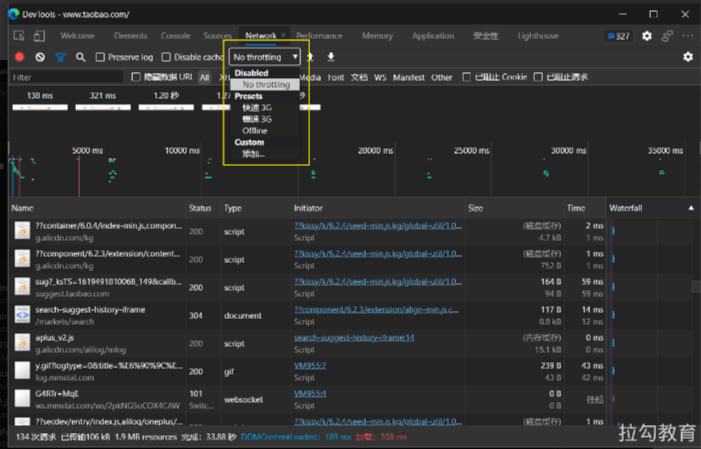 DevTools - www.taobao.com/
Welcome Elements Console Sources Network Performance Memory Application 安全性 Lighthouse 327
Preserve log Disable cache No throttling
Filter 隐藏数据 URL All Media Font 文档 WS Manifest Other 已阻止 Cookie 已阻止请求
Disabled
No throttling
Presets
快速 3G
慢速 3G
Offline
Custom
添加...
138 ms 321 ms 1.20 秒
5000 ms 10000 ms 20000 ms 25000 ms 30000 ms 35000 ms
Name Status Type Initiator Size Time Waterfall
??container/6.0.4/index-min.js,compon... 200 script ??kissy/k/6.2.4/seed-min.js,kg/global-util/1.0... (磁盘缓存) 2 ms
g.alicdn.com/kg Script 4.7 kB 1 ms
??component/6.2.3/extension/content... 200 script ??kissy/k/6.2.4/seed-min.js,kg/global-util/1.0... (磁盘缓存) 1 ms
g.alicdn.com/kg Script 752 B 1 ms
sug?_ksTS=1619491810068_149&callb... 200 script ??kissy/k/6.2.4/seed-min.js,kg/global-util/1.0... 164 B 59 ms
suggest.taobao.com Script 94 B 59 ms
search-suggest-history-iframe 304 document ??component/6.2.3/extension/align-min.js,c... 117 B 14 ms
/markets/search Script 8.8 kB 12 ms
aplus_v2.js 200 script search-suggest-history-iframe:14 (内存缓存) 0 ms
g.alicdn.com/alilog/mlog Script 15.1 kB 0 ms
y.gif?logtype=0&title=%E6%90%9C%E... 200 gif VM955:7 239 B 43 ms
log.mmstat.com Script 43 B 42 ms
101 websocket VM955:4 0 B 挂起
Switc... Script 0 B
??secdev/entry/index.js,alilog/oneplus/... ??kissy/k/6.2.4/seed-min.js,kg/global-util/1.0... (磁盘缓存) 1 ms
134 次请求 已传输106 kB 1.9 MB resources 完成: 33.88 秒 DOMContentLoaded: 189 ms 加载: 558 ms
拉勾教育